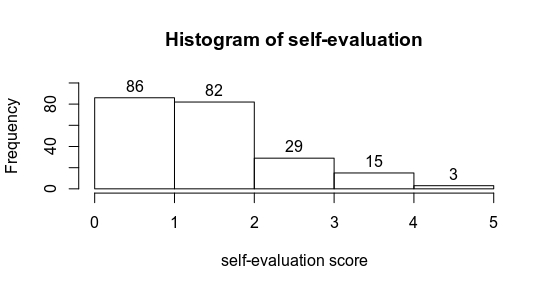 Histogram of self-evaluation
Frequency
80
40
0
86
82
29
15
3
0 1 2 3 4 5
self-evaluation score